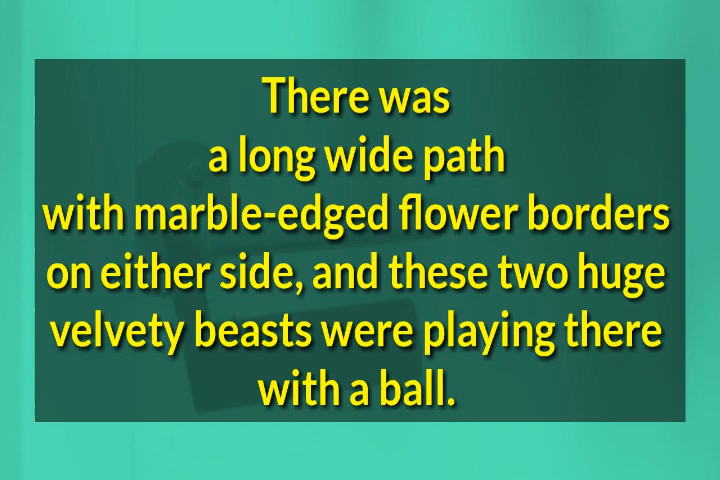 There was
a long wide path
with marble-edged flower borders
on either side, and these two huge
velvety beasts were playing there
with a ball.